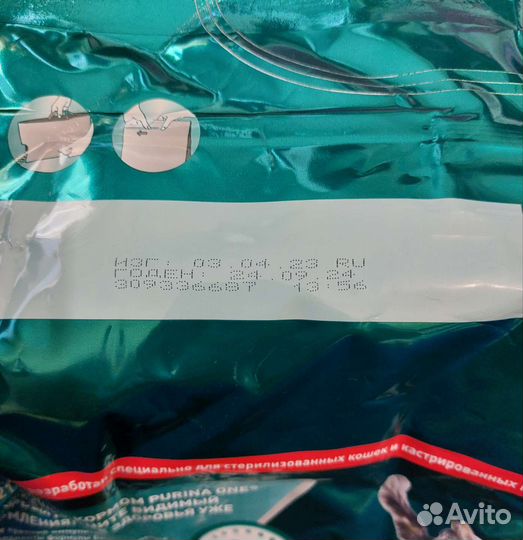 ИЗГ: 03.04.23 RU
ГОДЕН: 24.09.24
309336687 13:56
специально для стерилизованных кошек и кастрированных
PURINA ONE®
ВИДИМЫЙ
ЗДОРОВЬЯ УЖЕ
Avito